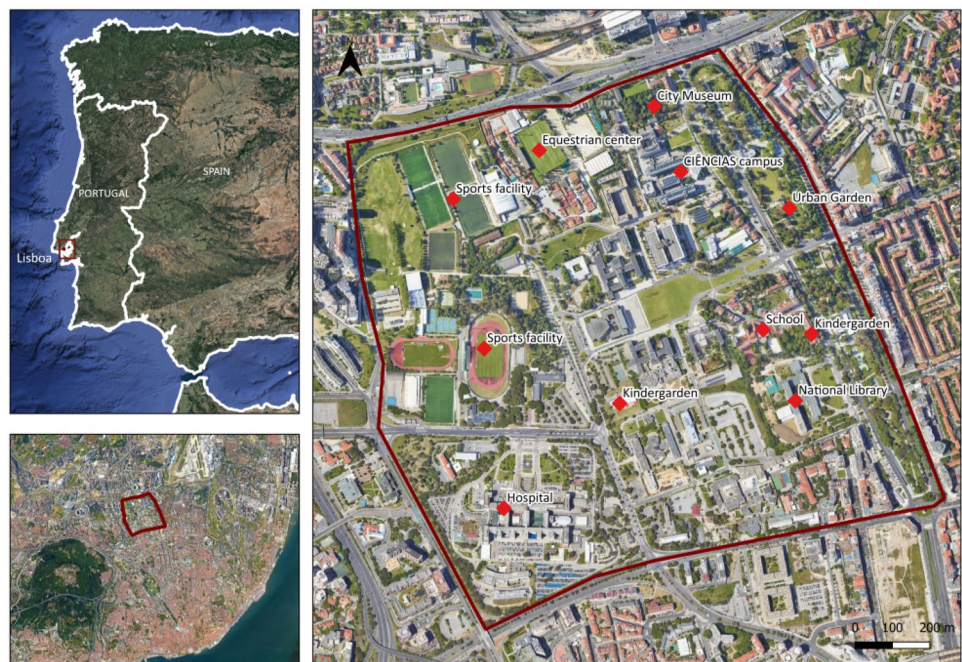 SPAIN
PORTUGAL
Lisboa
City Museum
Equestrian center
CIÊNCIAS campus
Sports facility
Urban Garden
School
Kindergarden
Sports facility
Kindergarden
National Library
Hospital
0 100 200 m